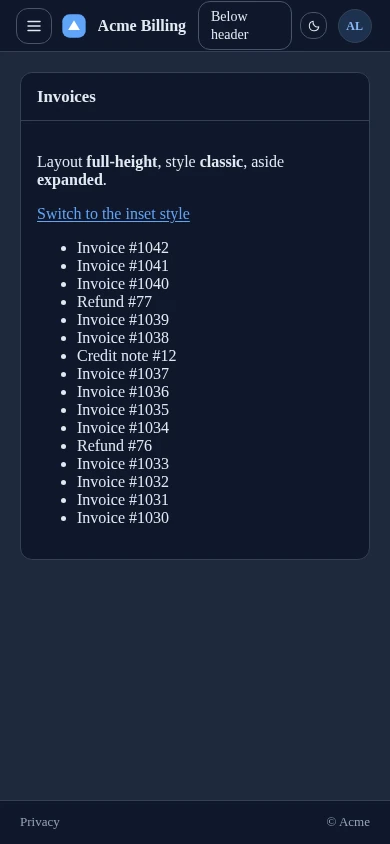 Acme Billing
Below
header
AL
Invoices
Layout full-height, style classic, aside
expanded.
Switch to the inset style
Invoice #1042
Invoice #1041
Invoice #1040
Refund #77
Invoice #1039
Invoice #1038
Credit note #12
Invoice #1037
Invoice #1036
Invoice #1035
Invoice #1034
Refund #76
Invoice #1033
Invoice #1032
Invoice #1031
Invoice #1030
Privacy
© Acme